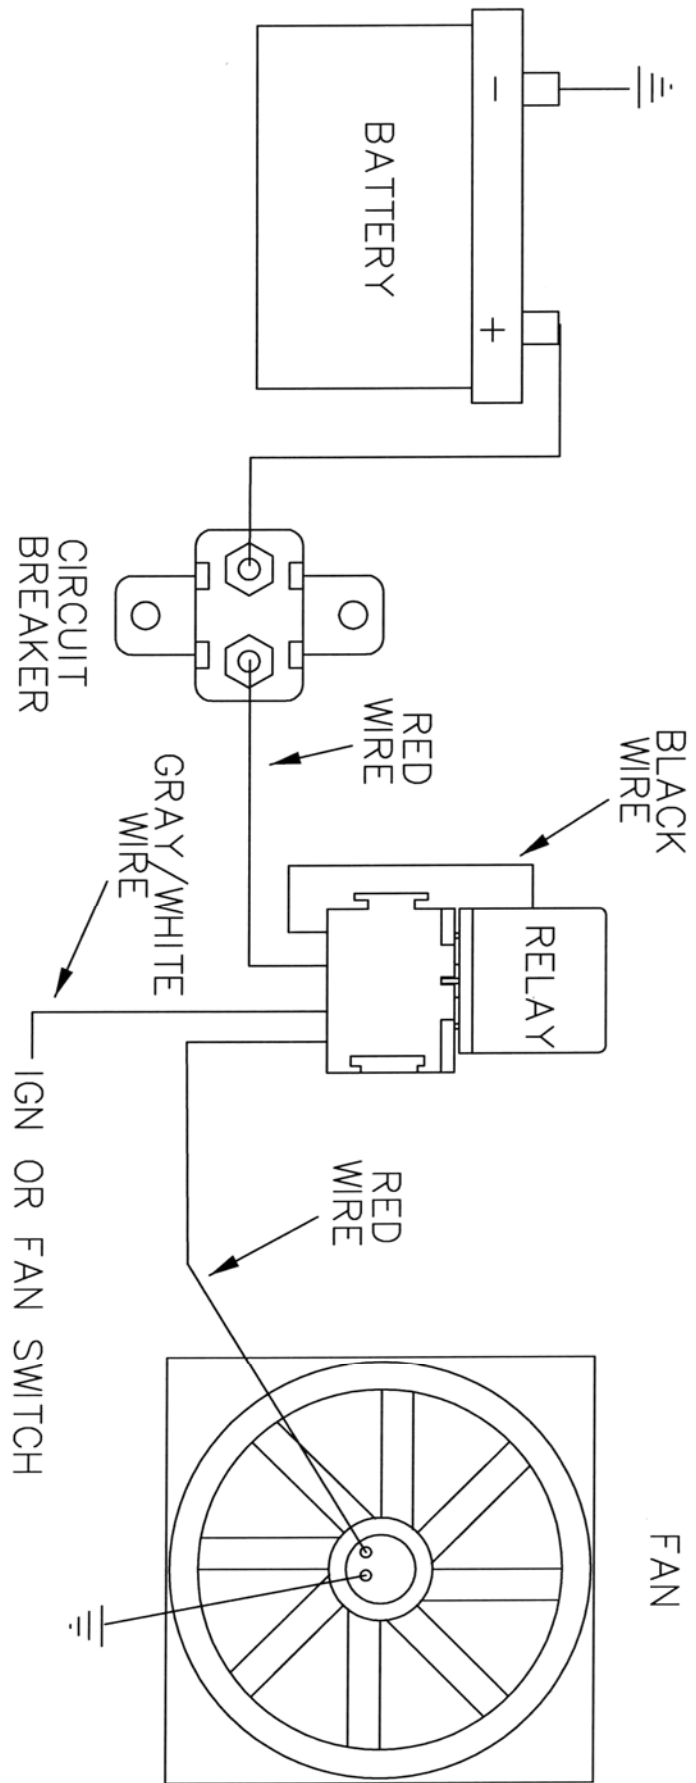 BATTERY
-
+
CIRCUIT
BREAKER
RED
WIRE
GRAY/WHITE
WIRE
BLACK
WIRE
RELAY
IGN OR FAN SWITCH
RED
WIRE
FAN